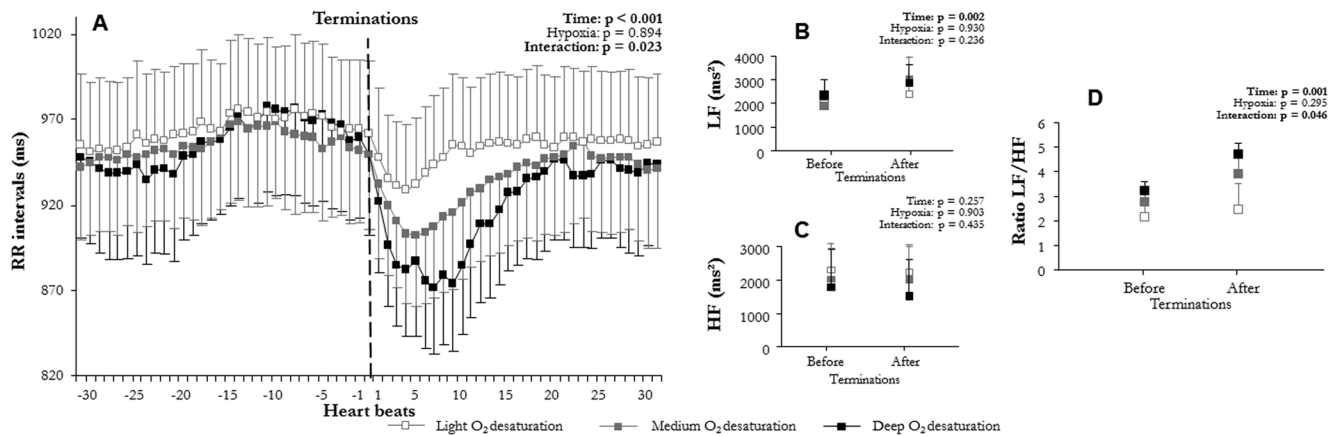 A
Terminations
Time: p < 0.001
Hypoxia: p = 0.894
Interaction: p = 0.023
RR intervals (ms)
1020
970
920
870
820
-30 -25 -20 -15 -10 -5 -1 1 5 10 15 20 25 30
Heart beats
B
Time: p = 0.002
Hypoxia: p = 0.930
Interaction: p = 0.236
LF (ms²)
4000
3000
2000
1000
0
Before After
Terminations
C
Time: p = 0.257
Hypoxia: p = 0.903
Interaction: p = 0.435
HF (ms²)
3000
2000
1000
0
Before After
Terminations
D
Time: p = 0.001
Hypoxia: p = 0.295
Interaction: p = 0.046
Ratio LF/HF
6
5
4
3
2
1
0
Before After
Terminations
Light O₂ desaturation Medium O₂ desaturation Deep O₂ desaturation